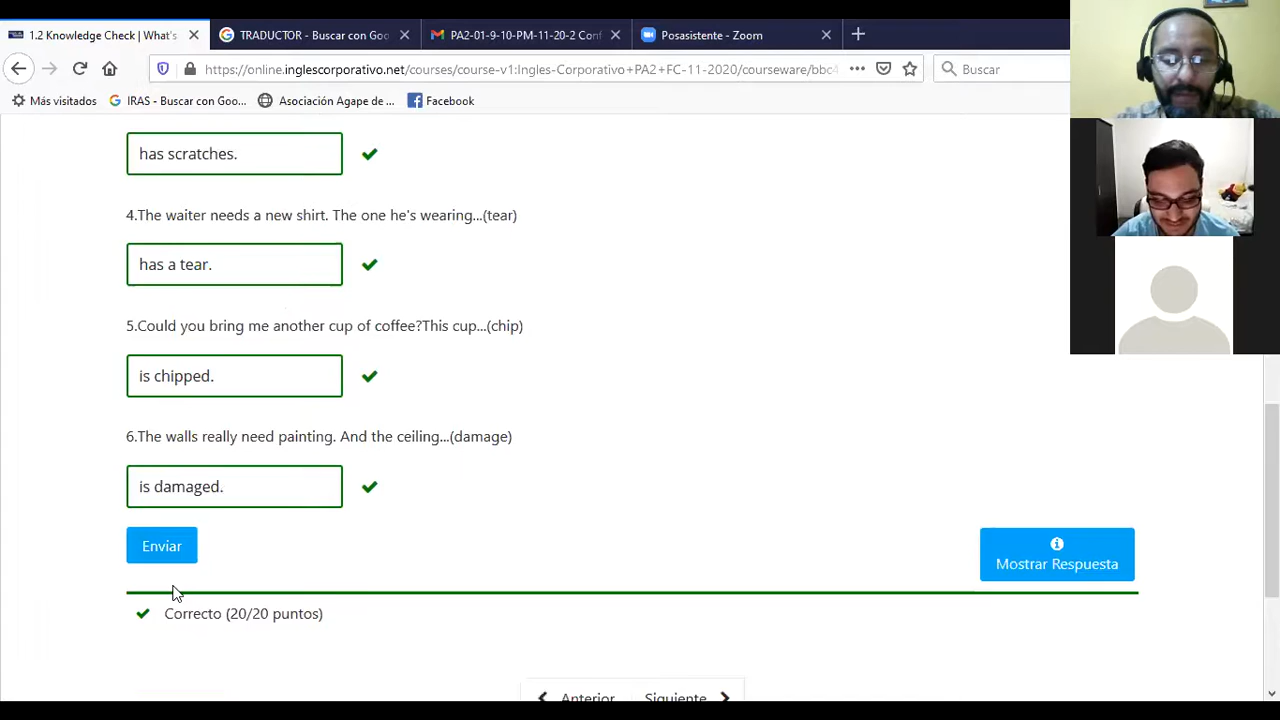 1.2 Knowledge Check | What's
TRADUCTOR - Buscar con Goo
PA2-01-9-10-PM-11-20-2 Conf
Posasistente - Zoom
https://online.inglescorporativo.net/courses/course-v1:Ingles-Corporativo+PA2+FC-11-2020/courseware/bbc4
Buscar
Más visitados
IRAS - Buscar con Goo...
Asociación Agape de ...
Facebook
has scratches.
4.The waiter needs a new shirt. The one he's wearing...(tear)
has a tear.
5.Could you bring me another cup of coffee?This cup...(chip)
is chipped.
6.The walls really need painting. And the ceiling...(damage)
is damaged.
Enviar
Mostrar Respuesta
Correcto (20/20 puntos)
Anterior
Siguiente